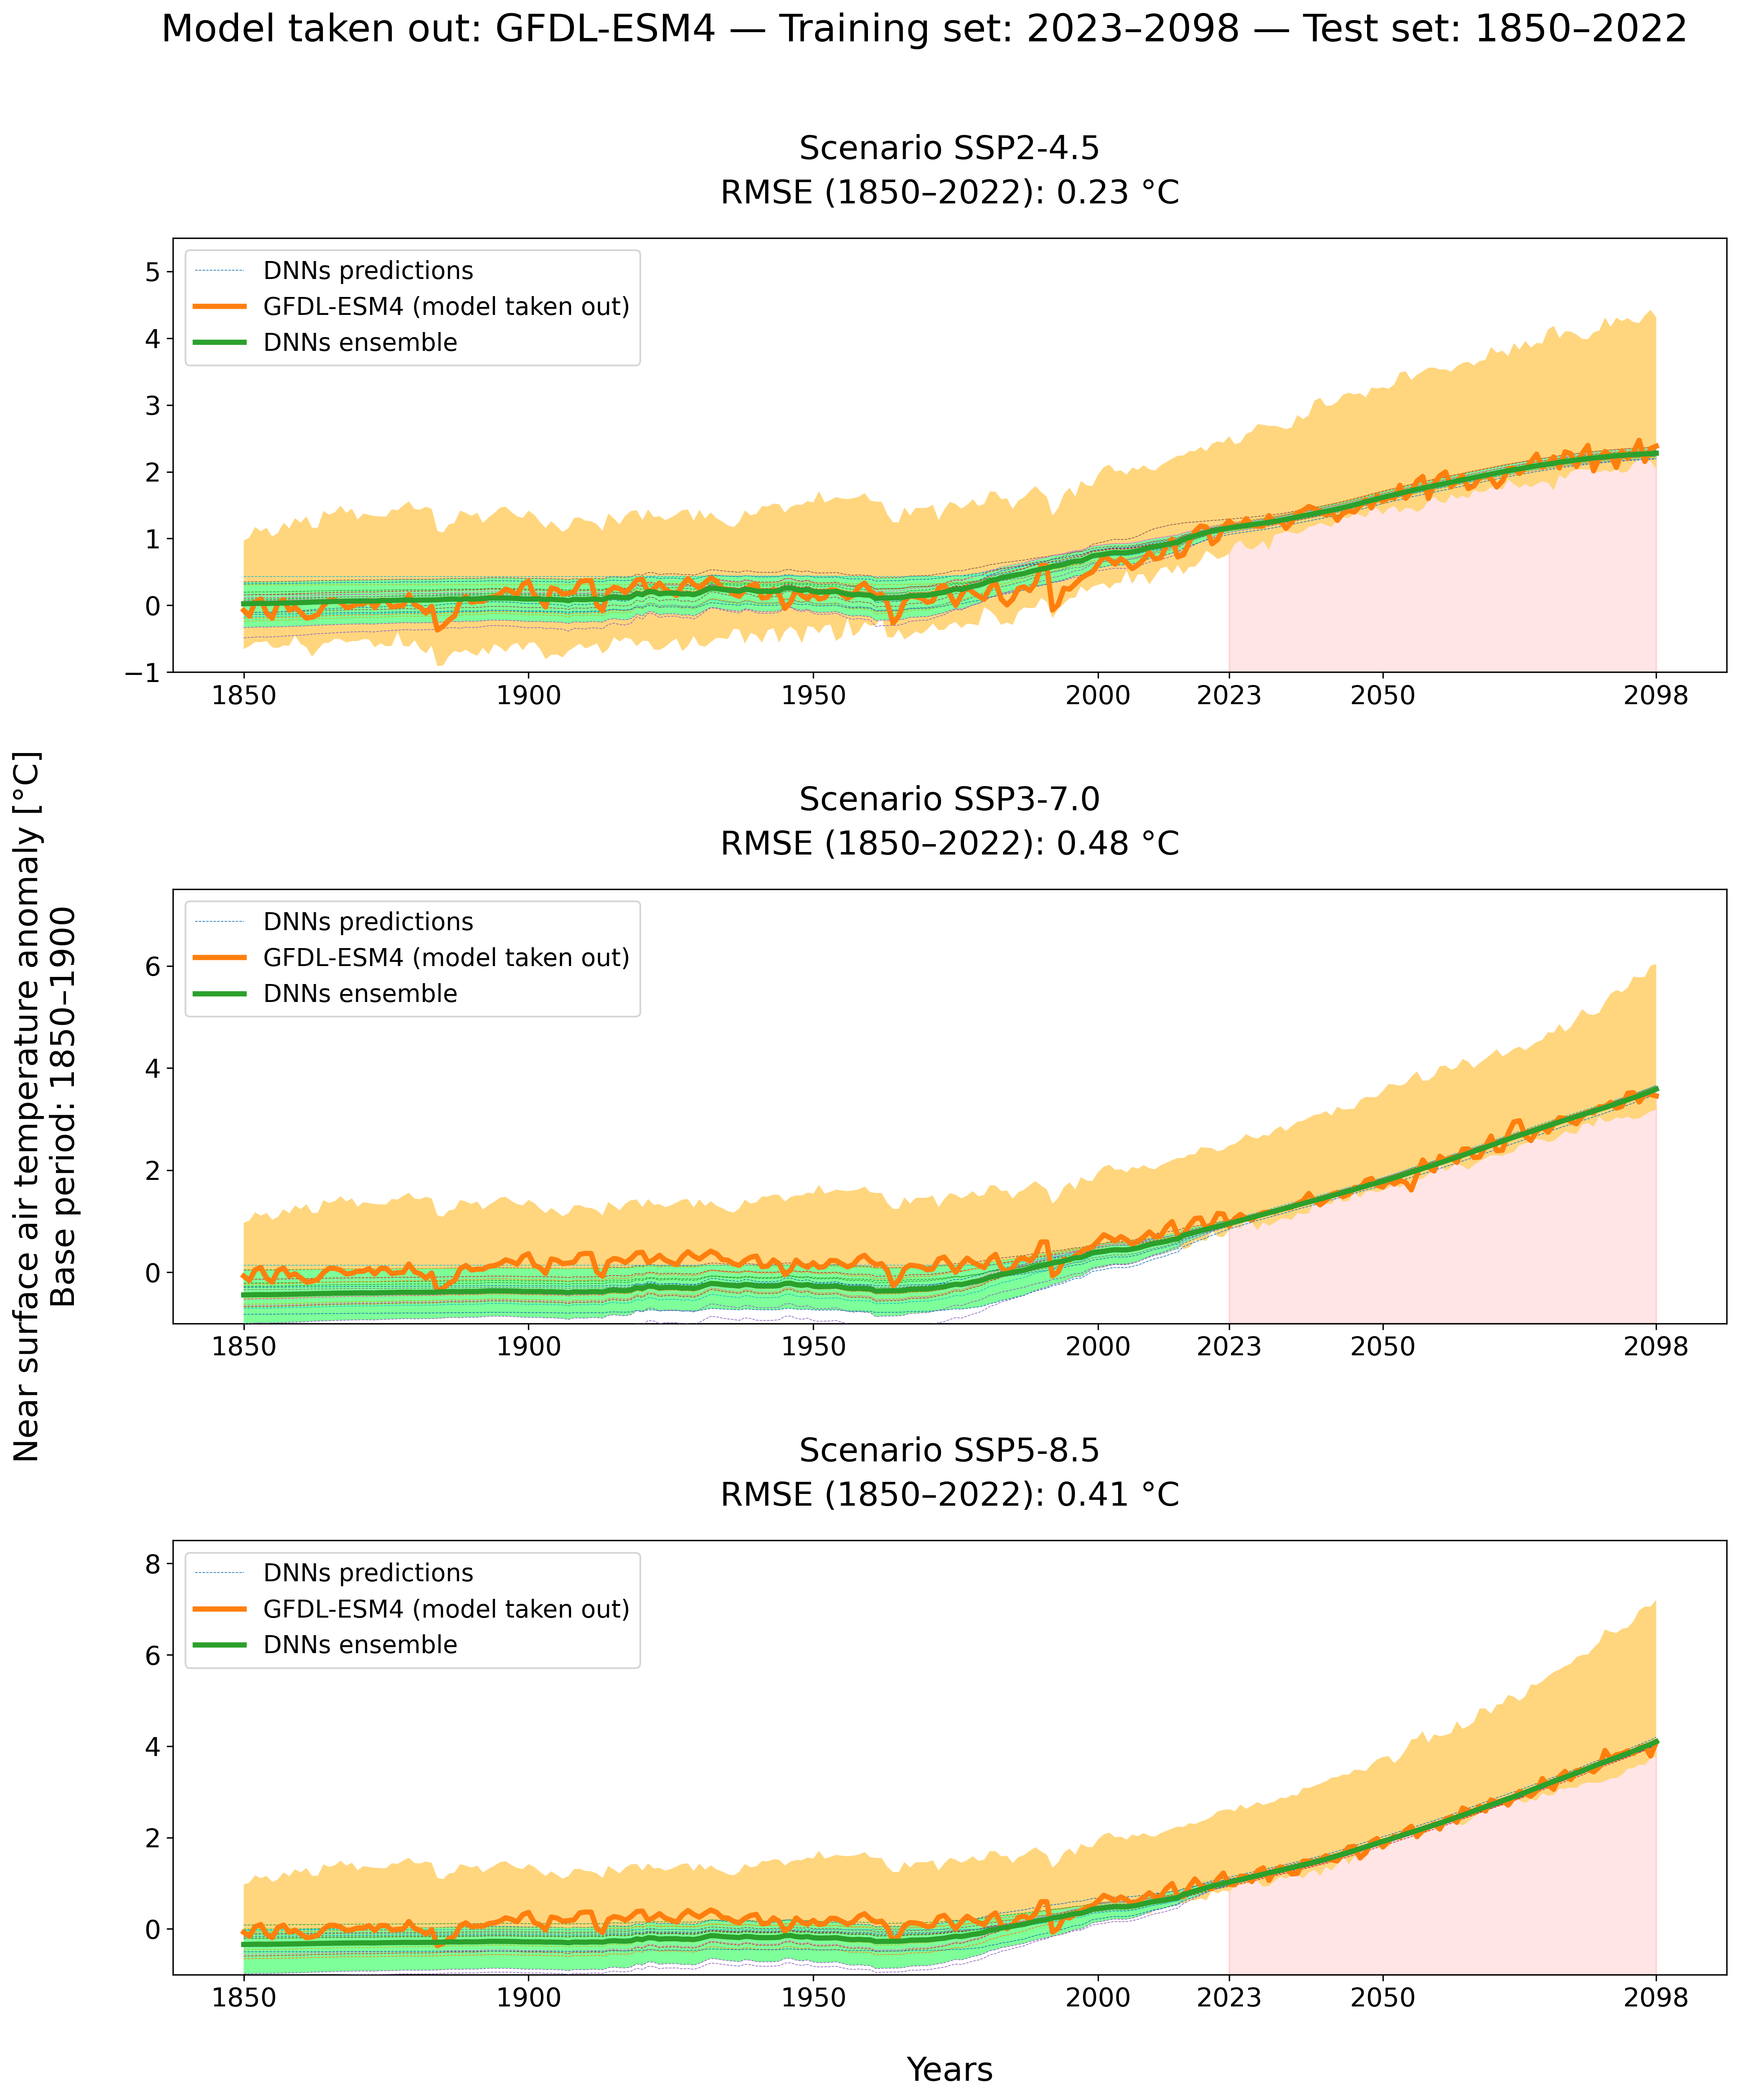 Model taken out: GFDL-ESM4 — Training set: 2023–2098 — Test set: 1850–2022
Scenario SSP2-4.5
RMSE (1850–2022): 0.23 °C
DNNs predictions
GFDL-ESM4 (model taken out)
DNNs ensemble
5
4
3
2
1
0
−1
1850 1900 1950 2000 2023 2050 2098
Near surface air temperature anomaly [°C]
Base period: 1850–1900
Scenario SSP3-7.0
RMSE (1850–2022): 0.48 °C
DNNs predictions
GFDL-ESM4 (model taken out)
DNNs ensemble
6
4
2
0
1850 1900 1950 2000 2023 2050 2098
Scenario SSP5-8.5
RMSE (1850–2022): 0.41 °C
DNNs predictions
GFDL-ESM4 (model taken out)
DNNs ensemble
8
6
4
2
0
1850 1900 1950 2000 2023 2050 2098
Years